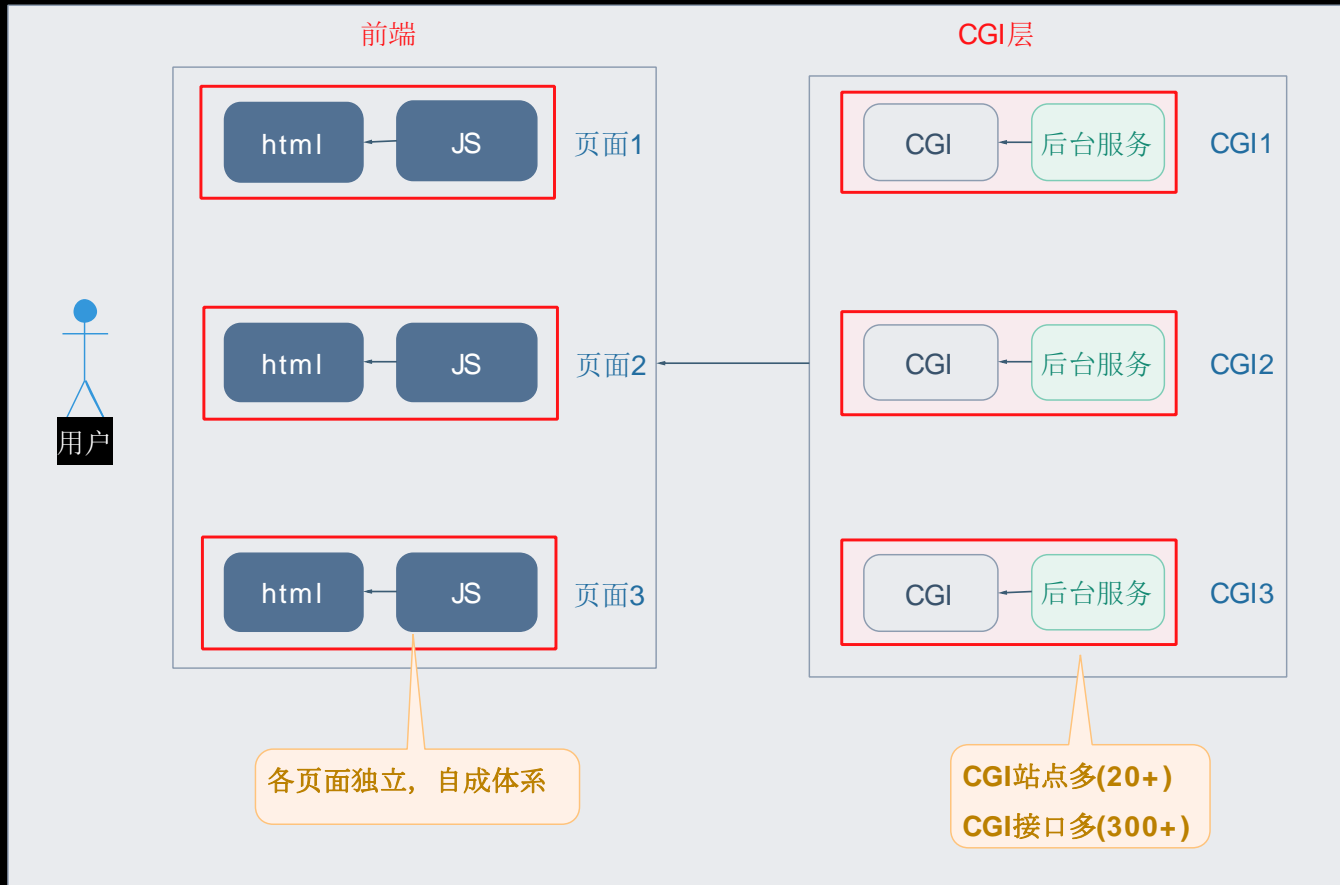 前端
CGI层
html
JS
页面1
CGI
后台服务
CGI1
html
JS
页面2
CGI
后台服务
CGI2
用户
html
JS
页面3
CGI
后台服务
CGI3
各页面独立，自成体系
CGI站点多(20+)
CGI接口多(300+)